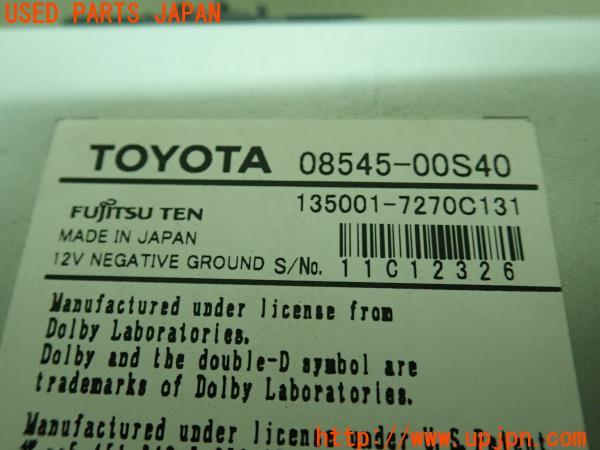 USED PARTS JAPAN
TOYOTA 08545-00S40
135001-7270C131
FUJITSU TEN
MADE IN JAPAN
12V NEGATIVE GROUND S/No. 11C12326
Manufactured under license from
Dolby Laboratories.
Dolby and the double-D symbol are
trademarks of Dolby Laboratories.
Manufactured under license under U.S.Patent
http://www.upjpn.com